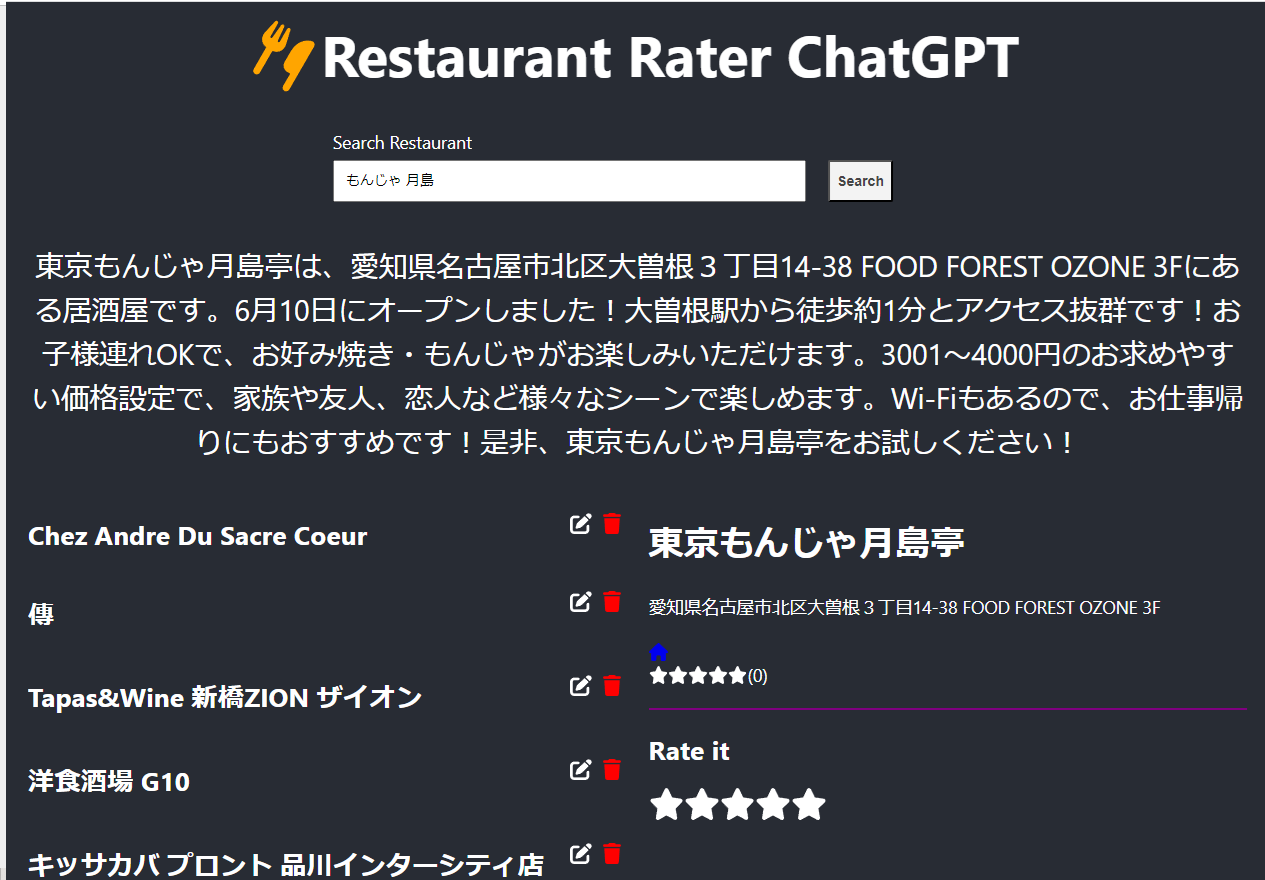 Restaurant Rater ChatGPT
Search Restaurant
もんじゃ 月島
Search
東京もんじゃ月島亭は、愛知県名古屋市北区大曽根３丁目14-38 FOOD FOREST OZONE 3Fにあ
る居酒屋です。6月10日にオープンしました！大曽根駅から徒歩約1分とアクセス抜群です！お
子様連れOKで、お好み焼き・もんじゃがお楽しみいただけます。3001～4000円のお求めやす
い価格設定で、家族や友人、恋人など様々なシーンで楽しめます。Wi-Fiもあるので、お仕事帰
りにもおすすめです！是非、東京もんじゃ月島亭をお試しください！
Chez Andre Du Sacre Coeur
傳
Tapas&Wine 新橋ZION ザイオン
洋食酒場 G10
キッサカバ プロント 品川インターシティ店
東京もんじゃ月島亭
愛知県名古屋市北区大曽根３丁目14-38 FOOD FOREST OZONE 3F
(0)
Rate it